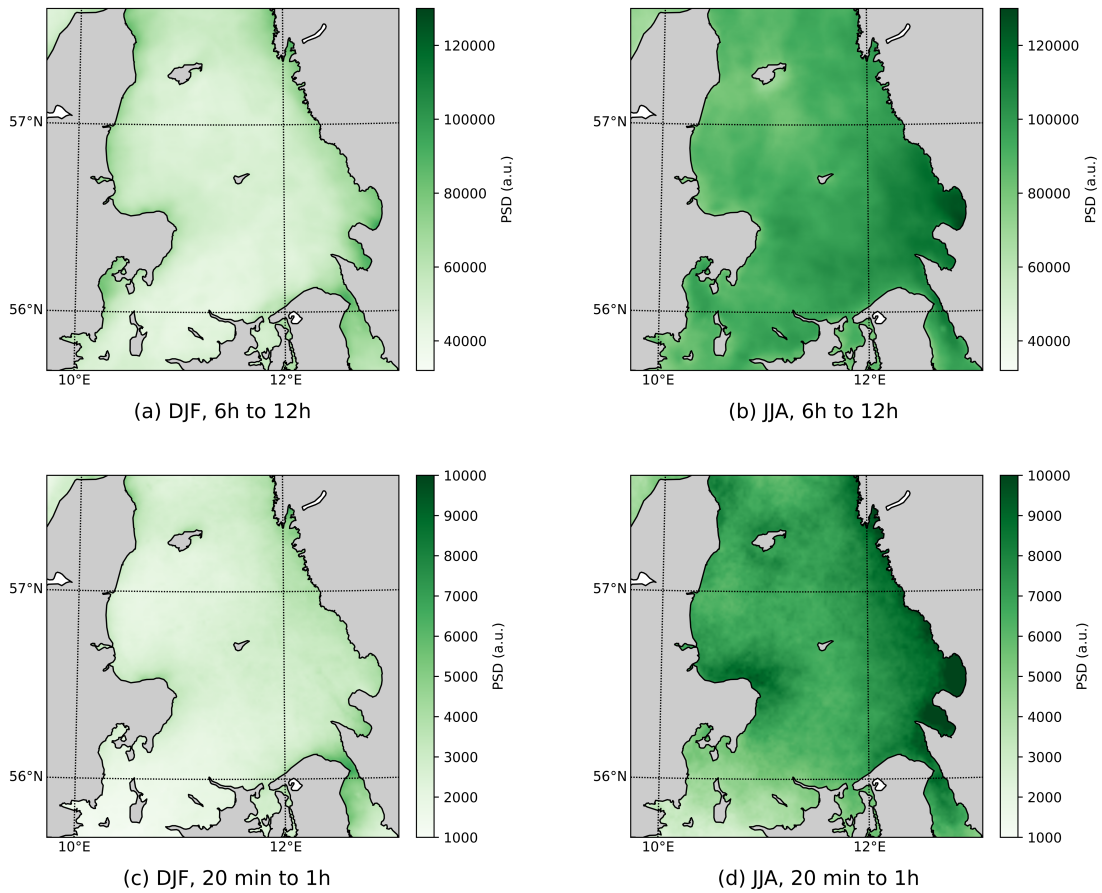 120000
100000
80000
60000
40000
PSD (a.u.)
57°N
56°N
10°E
12°E
(a) DJF, 6h to 12h
120000
100000
80000
60000
40000
PSD (a.u.)
57°N
56°N
10°E
12°E
(b) JJA, 6h to 12h
10000
9000
8000
7000
6000
5000
4000
3000
2000
1000
PSD (a.u.)
57°N
56°N
10°E
12°E
(c) DJF, 20 min to 1h
10000
9000
8000
7000
6000
5000
4000
3000
2000
1000
PSD (a.u.)
57°N
56°N
10°E
12°E
(d) JJA, 20 min to 1h